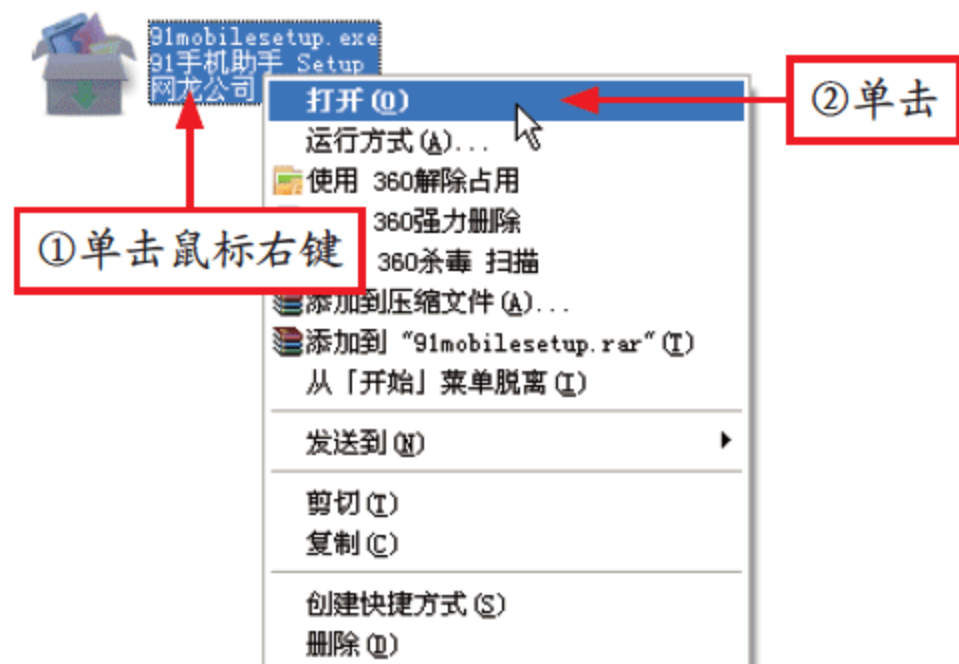 91mobilesetup.exe
91手机助手 Setup
网龙公司
打开(O)
②单击
运行方式(A)...
使用 360解除占用
360强力删除
①单击鼠标右键
360杀毒 扫描
添加到压缩文件(A)...
添加到 "91mobilesetup.rar"(T)
从「开始」菜单脱离(I)
发送到(N)
剪切(T)
复制(C)
创建快捷方式(S)
删除(D)